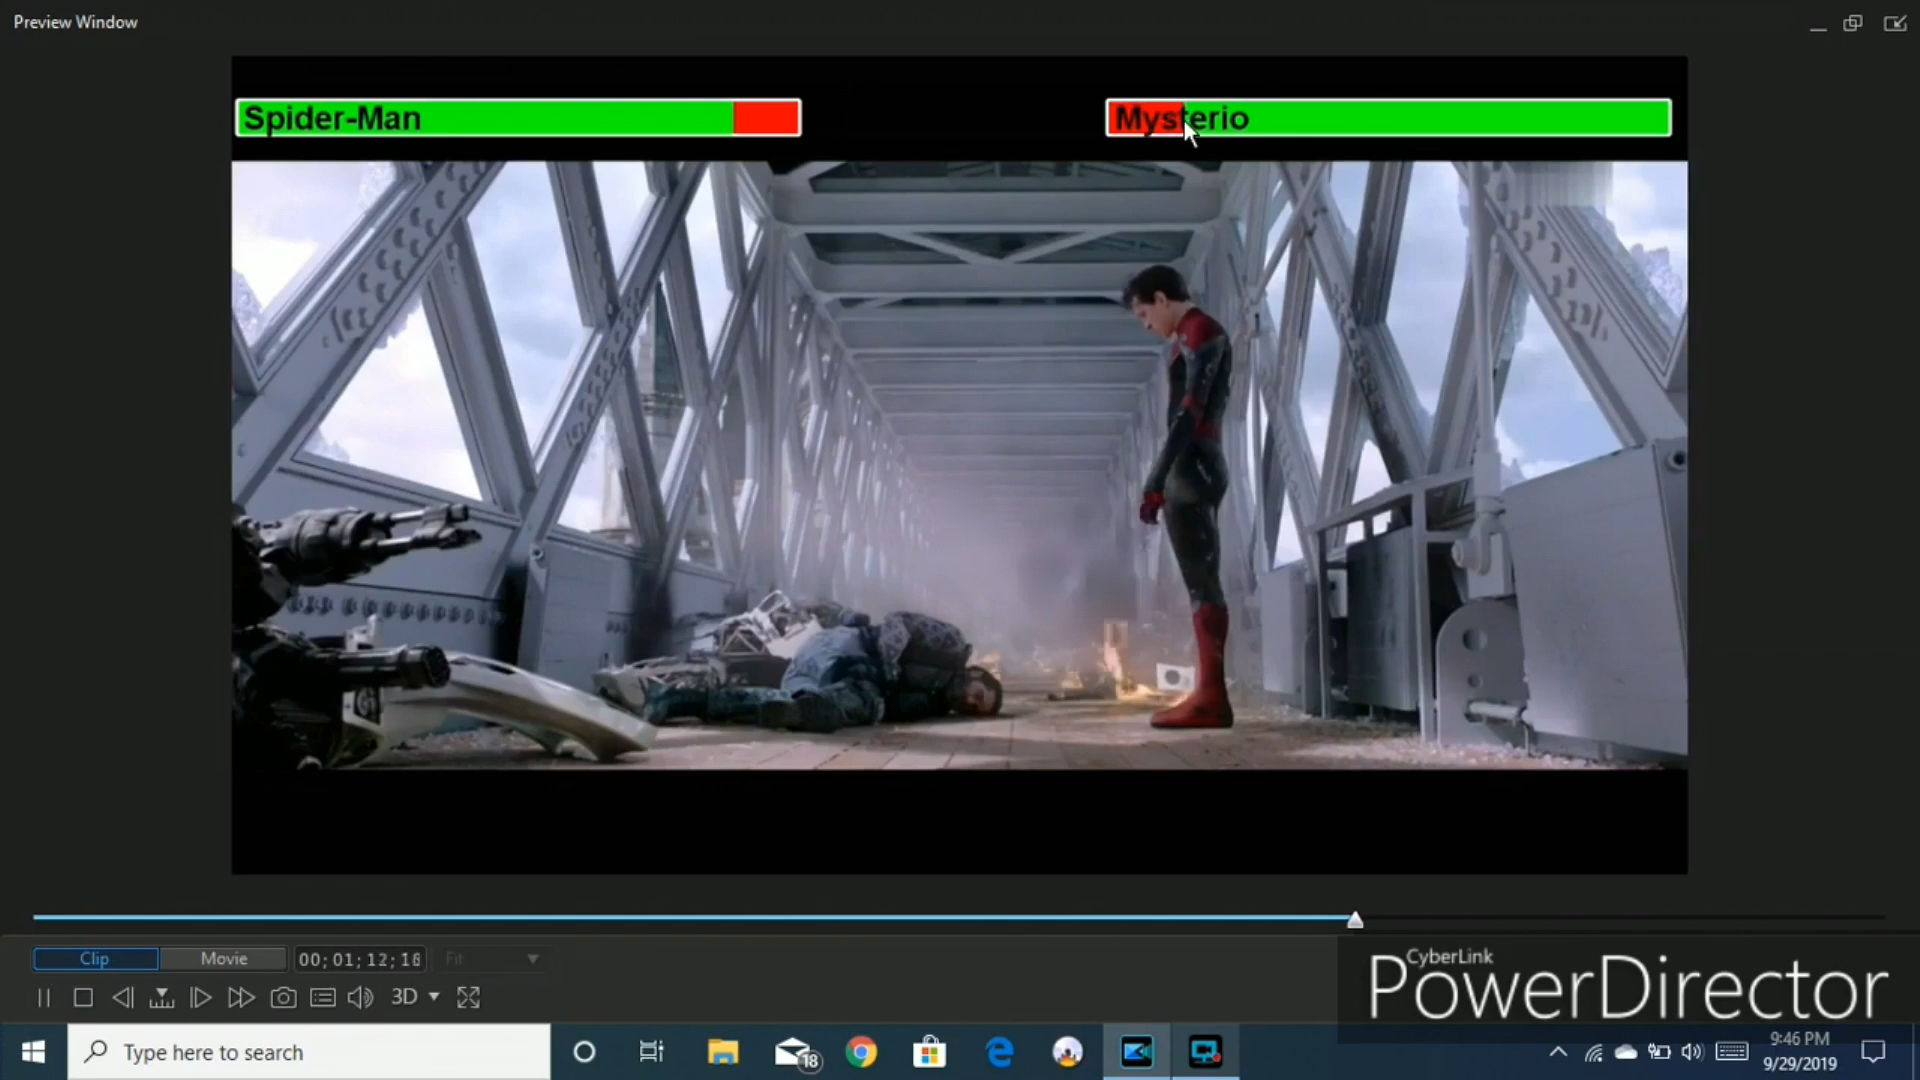 Preview Window
Spider-Man
Mysterio
Clip
Movie
00;01;12;18
Fit
3D
CyberLink
PowerDirector
Type here to search
18
9:46 PM
9/29/2019